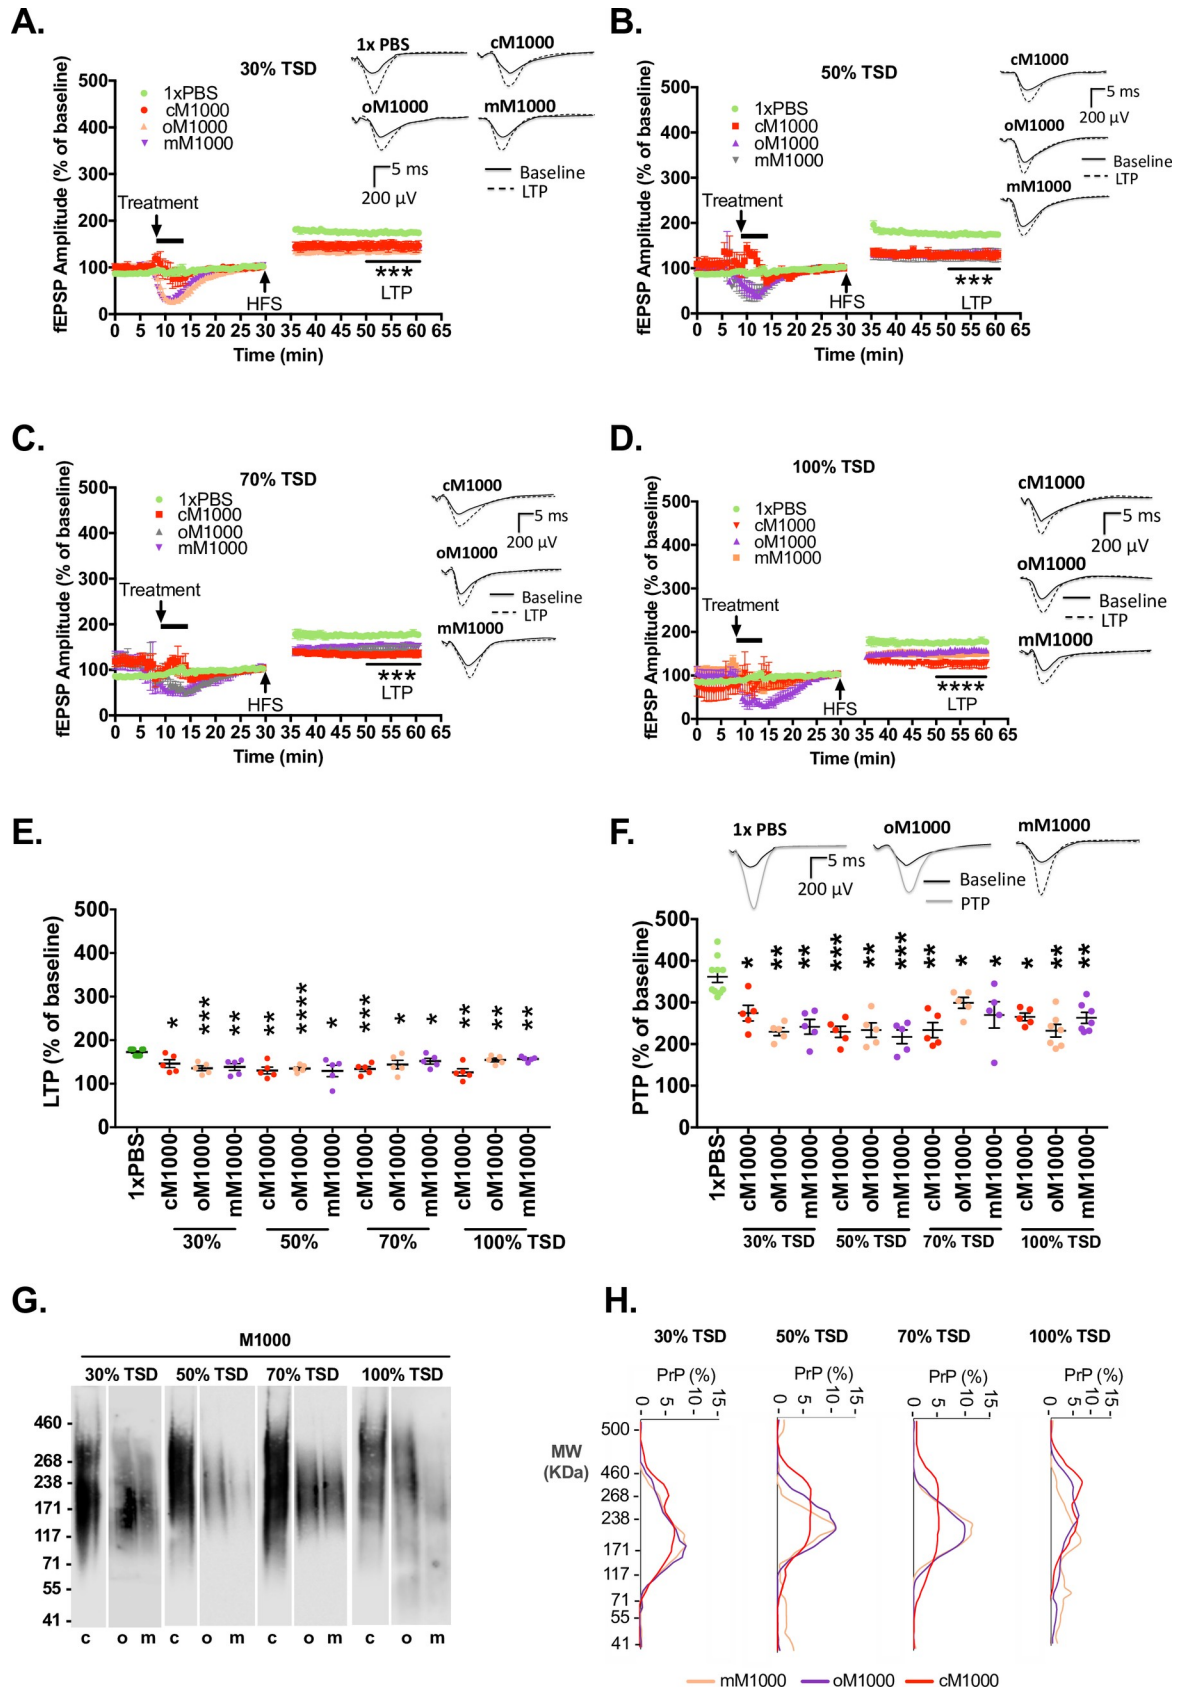 A.
30% TSD
fEPSP Amplitude (% of baseline)
500
400
300
200
100
0
1xPBS
cM1000
oM1000
mM1000
Treatment
HFS
***
LTP
0 5 10 15 20 25 30 35 40 45 50 55 60 65
Time (min)
1x PBS
cM1000
oM1000
mM1000
5 ms
200 µV
Baseline
LTP
B.
50% TSD
fEPSP Amplitude (% of baseline)
500
400
300
200
100
0
1xPBS
cM1000
oM1000
mM1000
Treatment
HFS
***
LTP
0 5 10 15 20 25 30 35 40 45 50 55 60 65
Time (min)
cM1000
5 ms
200 µV
oM1000
Baseline
LTP
mM1000
C.
70% TSD
fEPSP Amplitude (% of baseline)
500
400
300
200
100
0
1xPBS
cM1000
oM1000
mM1000
Treatment
HFS
***
LTP
0 5 10 15 20 25 30 35 40 45 50 55 60 65
Time (min)
cM1000
5 ms
200 µV
oM1000
Baseline
LTP
mM1000
D.
100% TSD
fEPSP Amplitude (% of baseline)
500
400
300
200
100
0
1xPBS
cM1000
oM1000
mM1000
Treatment
HFS
****
LTP
0 5 10 15 20 25 30 35 40 45 50 55 60 65
Time (min)
cM1000
5 ms
200 µV
oM1000
Baseline
LTP
mM1000
E.
LTP (% of baseline)
500
400
300
200
100
0
* *** ** ** **** * *** * * ** ** **
1xPBS cM1000 oM1000 mM1000 cM1000 oM1000 mM1000 cM1000 oM1000 mM1000 cM1000 oM1000 mM1000
30% 50% 70% 100% TSD
F.
1x PBS
oM1000
mM1000
5 ms
200 µV
Baseline
PTP
PTP (% of baseline)
500
400
300
200
100
0
* ** ** *** ** *** ** * * * ** **
1xPBS cM1000 oM1000 mM1000 cM1000 oM1000 mM1000 cM1000 oM1000 mM1000 cM1000 oM1000 mM1000
30% TSD 50% TSD 70% TSD 100% TSD
G.
M1000
30% TSD 50% TSD 70% TSD 100% TSD
460
268
238
171
117
71
55
41
c o m c o m c o m c o m
H.
30% TSD 50% TSD 70% TSD 100% TSD
PrP (%) PrP (%) PrP (%) PrP (%)
0 5 10 15 0 5 10 15 0 5 10 15 0 5 10 15
MW
(KDa)
500
460
268
238
171
117
71
55
41
mM1000 oM1000 cM1000